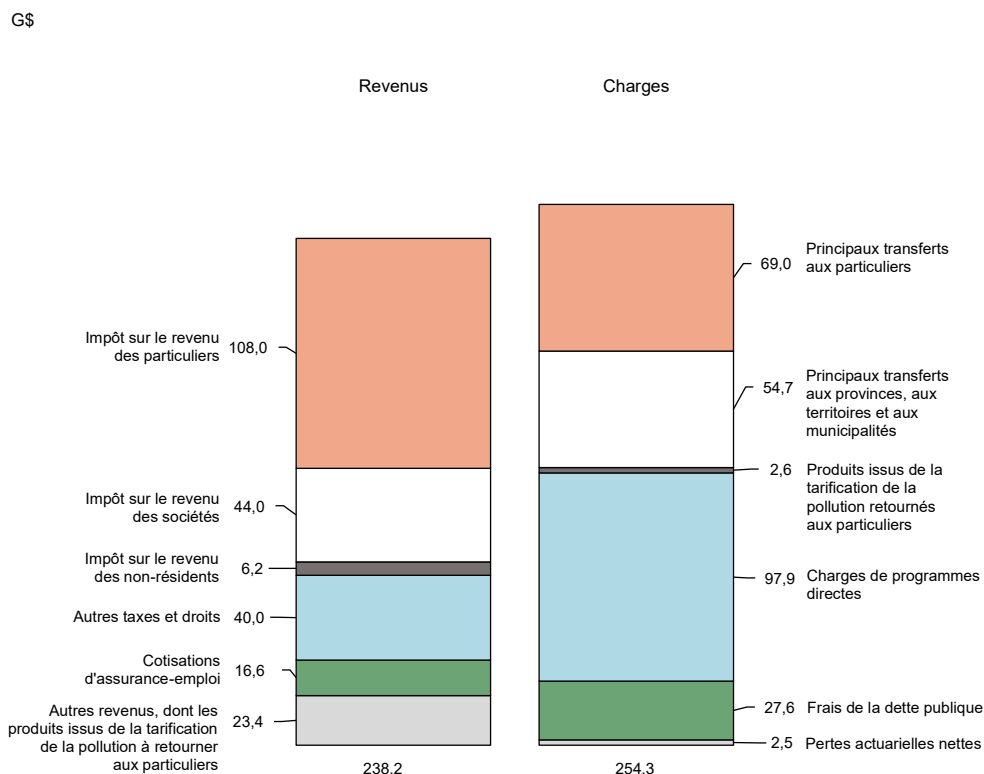 G$
Revenus
Charges
Impôt sur le revenu
des particuliers
108,0
Impôt sur le revenu
des sociétés
44,0
Impôt sur le revenu
des non-résidents
6,2
Autres taxes et droits
40,0
Cotisations
d'assurance-emploi
16,6
Autres revenus, dont les
produits issus de la tarification
de la pollution à retourner
aux particuliers
23,4
238,2
69,0
Principaux transferts
aux particuliers
54,7
Principaux transferts
aux provinces, aux
territoires et aux
municipalités
2,6
Produits issus de la
tarification de la
pollution retournés
aux particuliers
97,9
Charges de programmes
directes
27,6
Frais de la dette publique
2,5
Pertes actuarielles nettes
254,3